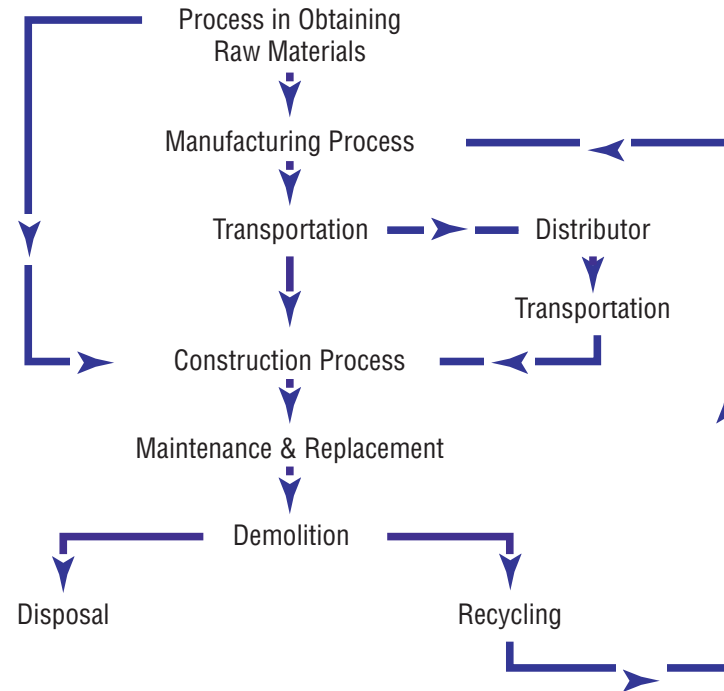 Process in Obtaining
Raw Materials
Manufacturing Process
Transportation
Distributor
Transportation
Construction Process
Maintenance & Replacement
Demolition
Disposal
Recycling